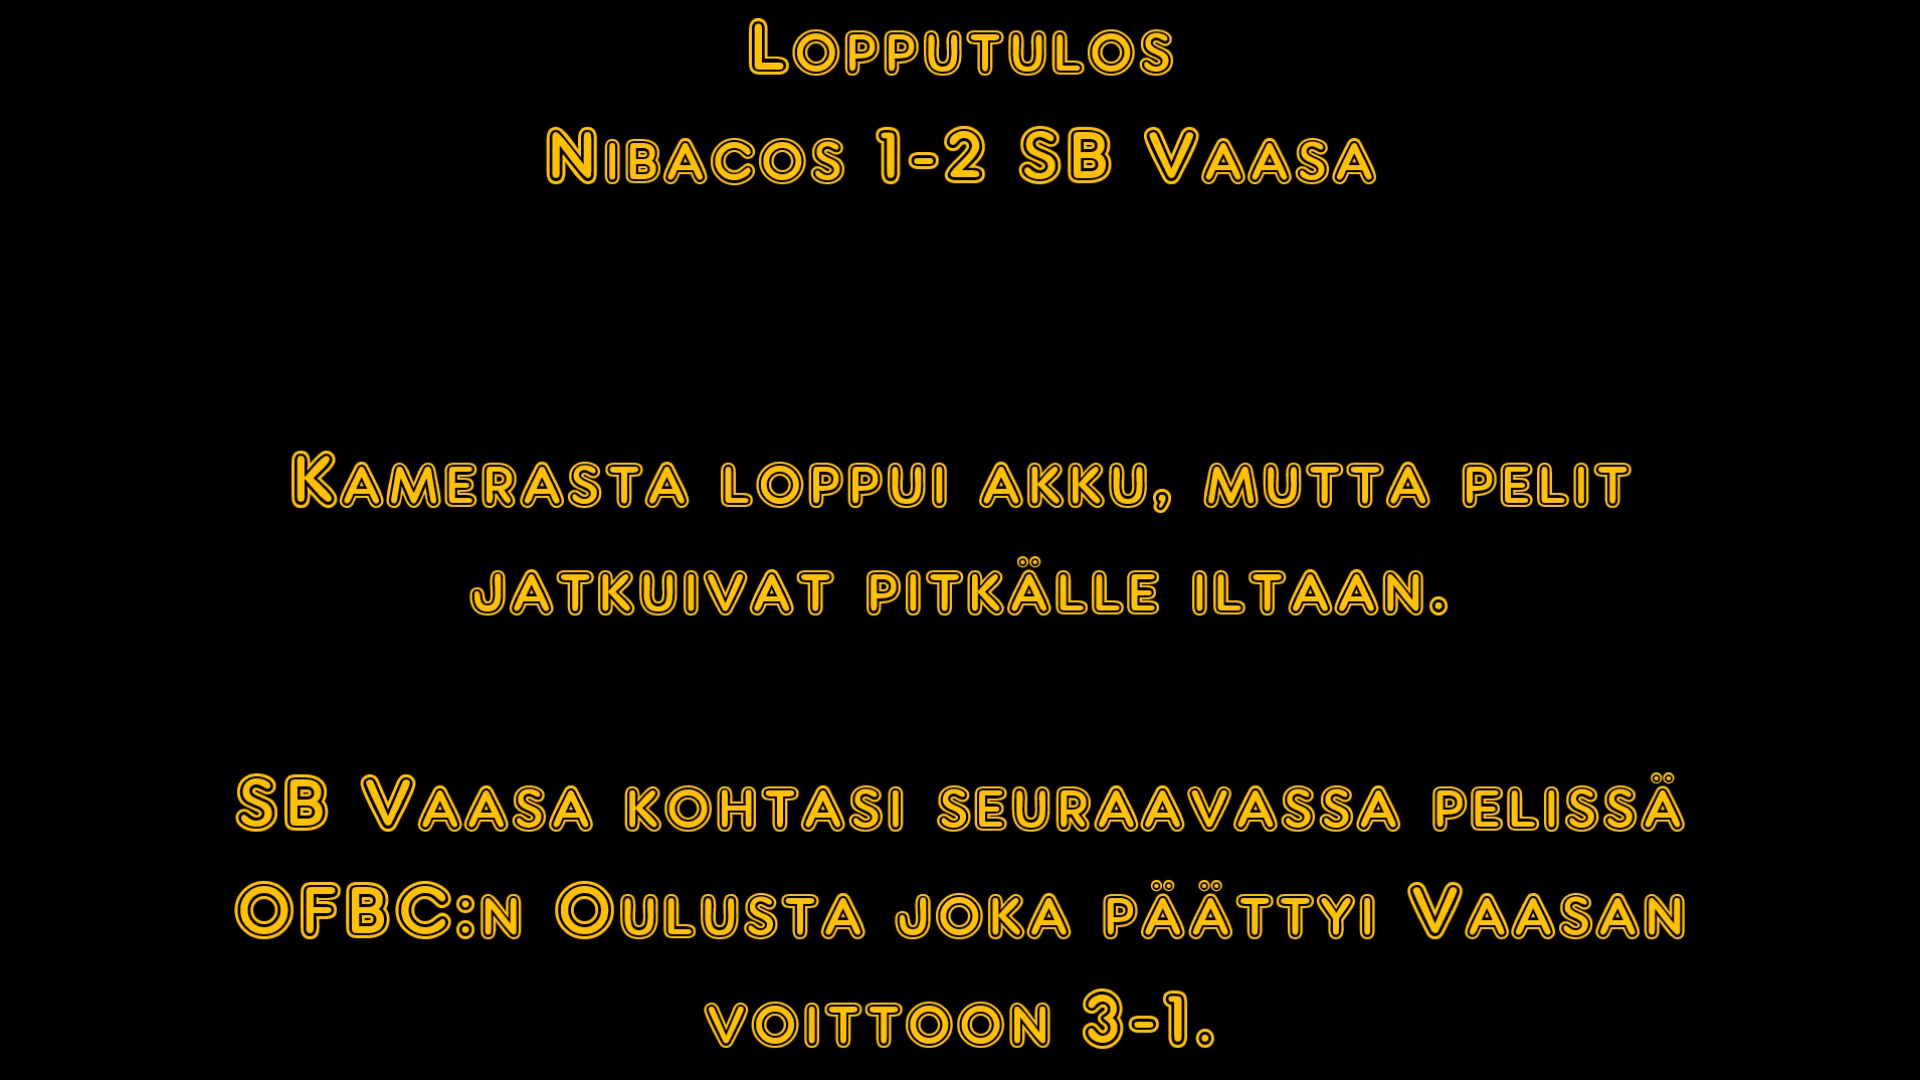 Lopputulos
Nibacos 1-2 SB Vaasa
Kamerasta loppui akku, mutta pelit
jatkuivat pitkälle iltaan.
SB Vaasa kohtasi seuraavassa pelissä
OFBC:n Oulusta joka päättyi Vaasan
voittoon 3-1.